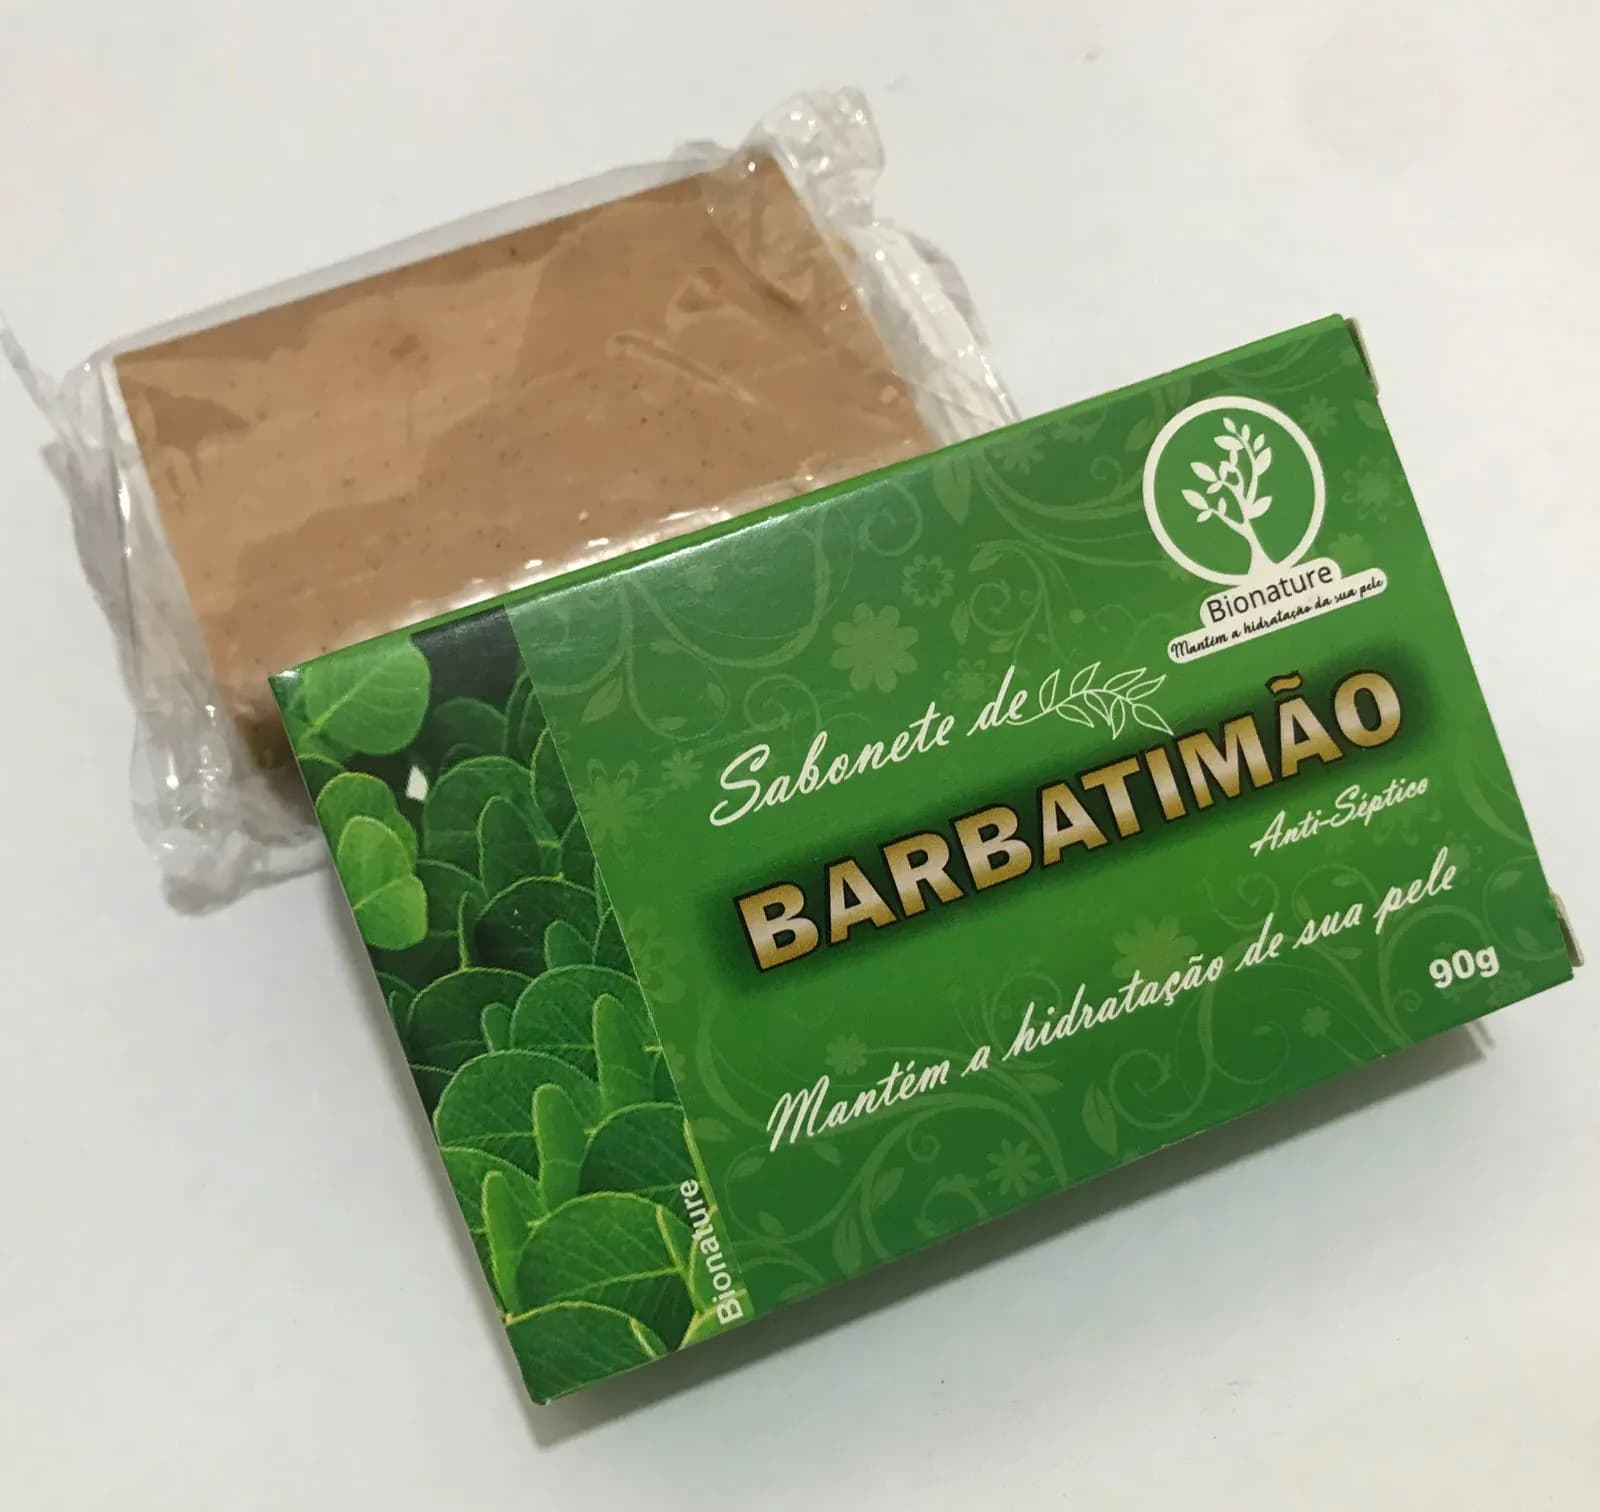 Bionature
Mantém a hidratação da sua pele
Sabonete de
BARBATIMÃO
Anti-Séptico
Mantém a hidratação de sua pele
90g
Bionature